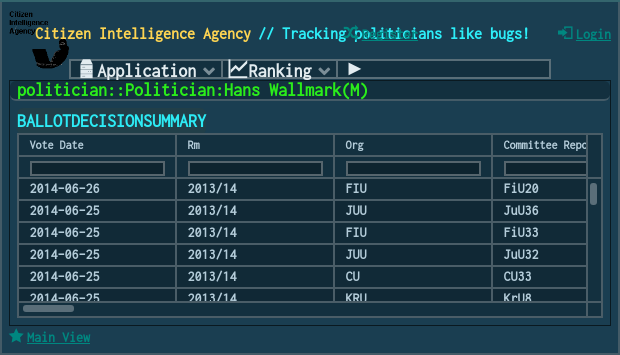 Citizen
Intelligence
Agency
Citizen Intelligence Agency // Tracking politicians like bugs!
Login
Application Ranking
politician::Politician:Hans Wallmark(M)
BALLOTDECISIONSUMMARY
Vote Date Rm Org Committee Repo
2014-06-26 2013/14 FIU FiU20
2014-06-25 2013/14 JUU JuU36
2014-06-25 2013/14 FIU FiU33
2014-06-25 2013/14 JUU JuU32
2014-06-25 2013/14 CU CU33
2014-06-25 2013/14 KRU KrU8
Main View